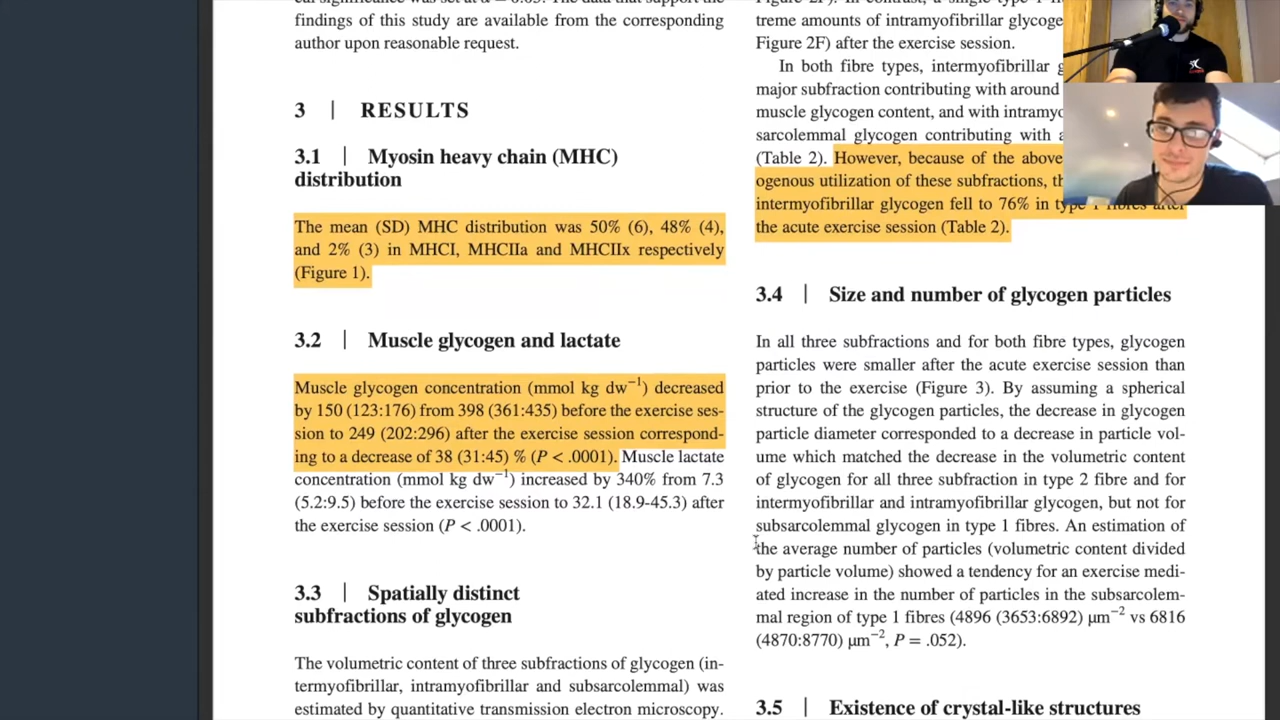 findings of this study are available from the corresponding
author upon reasonable request.
3 | RESULTS
3.1 | Myosin heavy chain (MHC)
distribution
The mean (SD) MHC distribution was 50% (6), 48% (4),
and 2% (3) in MHCI, MHCIIa and MHCIIx respectively
(Figure 1).
3.2 | Muscle glycogen and lactate
Muscle glycogen concentration (mmol kg dw⁻¹) decreased
by 150 (123:176) from 398 (361:435) before the exercise ses-
sion to 249 (202:296) after the exercise session correspond-
ing to a decrease of 38 (31:45) % (P < .0001). Muscle lactate
concentration (mmol kg dw⁻¹) increased by 340% from 7.3
(5.2:9.5) before the exercise session to 32.1 (18.9-45.3) after
the exercise session (P < .0001).
3.3 | Spatially distinct
subfractions of glycogen
The volumetric content of three subfractions of glycogen (in-
termyofibrillar, intramyofibrillar and subsarcolemmal) was
estimated by quantitative transmission electron microscopy.
treme amounts of intramyofibrillar glycoge
Figure 2F) after the exercise session.
In both fibre types, intermyofibrillar g
major subfraction contributing with around
muscle glycogen content, and with intramyo
sarcolemmal glycogen contributing with a
(Table 2). However, because of the above
ogenous utilization of these subfractions, th
intermyofibrillar glycogen fell to 76% in type 1 fibres after
the acute exercise session (Table 2).
3.4 | Size and number of glycogen particles
In all three subfractions and for both fibre types, glycogen
particles were smaller after the acute exercise session than
prior to the exercise (Figure 3). By assuming a spherical
structure of the glycogen particles, the decrease in glycogen
particle diameter corresponded to a decrease in particle vol-
ume which matched the decrease in the volumetric content
of glycogen for all three subfraction in type 2 fibre and for
intermyofibrillar and intramyofibrillar glycogen, but not for
subsarcolemmal glycogen in type 1 fibres. An estimation of
the average number of particles (volumetric content divided
by particle volume) showed a tendency for an exercise medi-
ated increase in the number of particles in the subsarcolem-
mal region of type 1 fibres (4896 (3653:6892) μm⁻² vs 6816
(4870:8770) μm⁻², P = .052).
3.5 | Existence of crystal-like structures